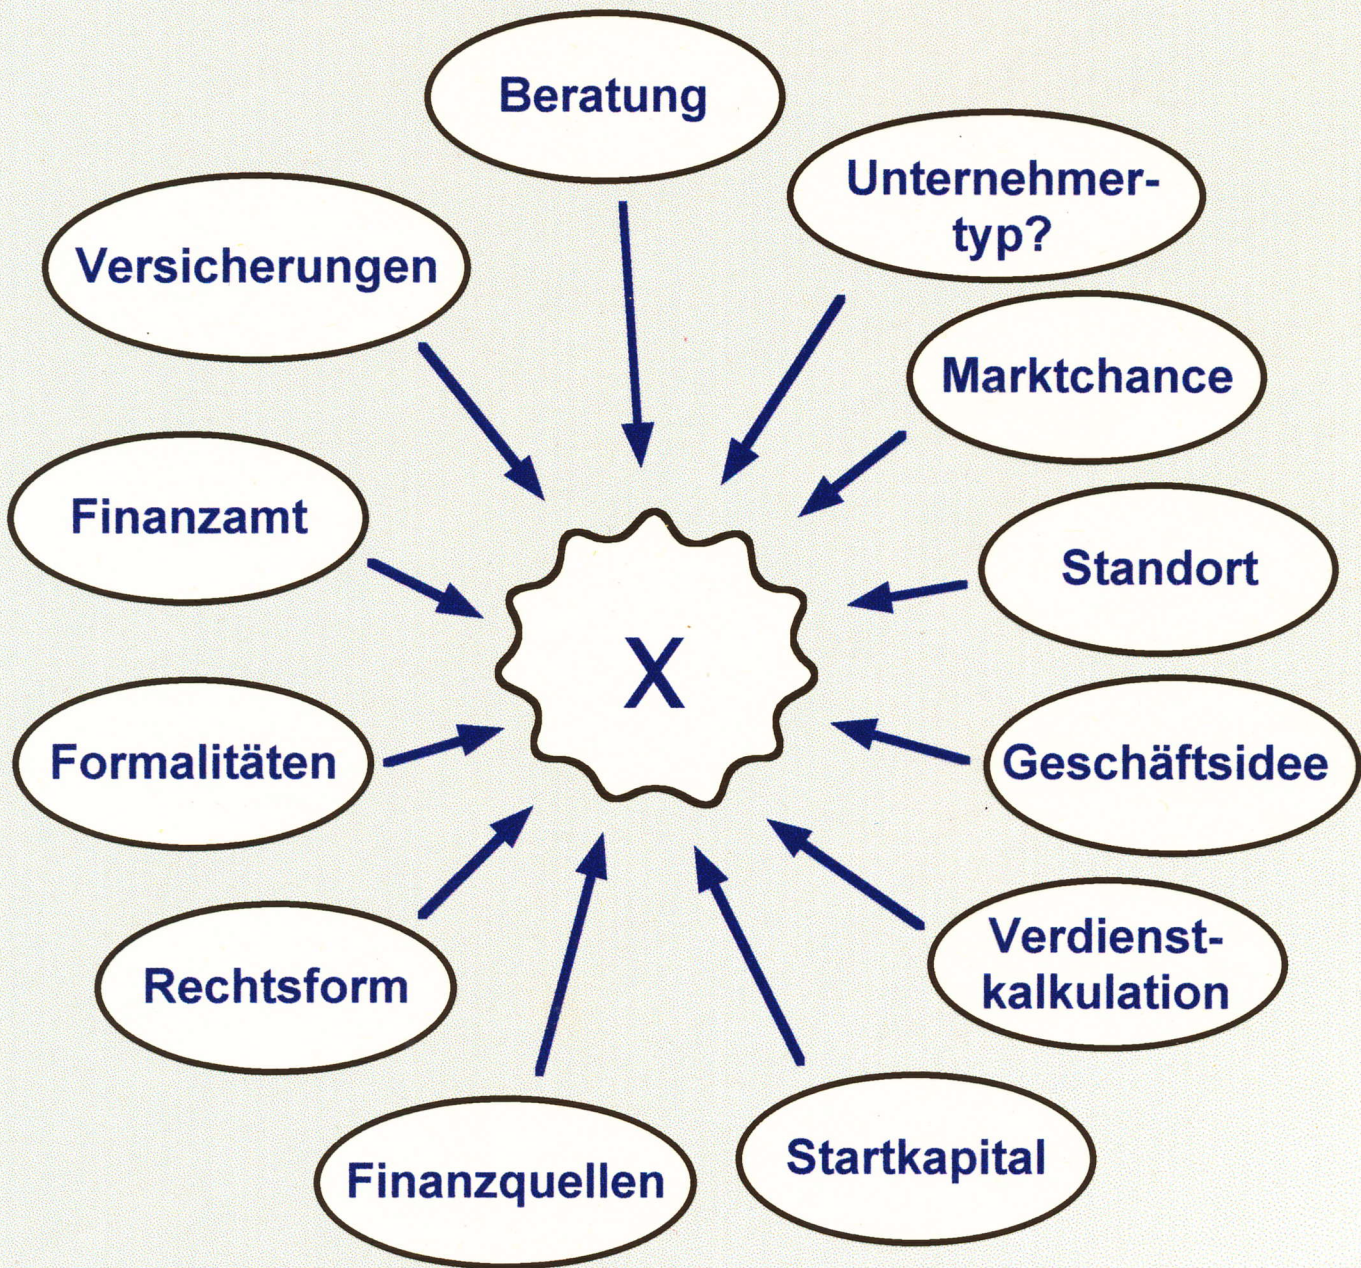 Beratung
Unternehmer-
typ?
Versicherungen
Marktchance
Finanzamt
Standort
X
Formalitäten
Geschäftsidee
Verdienst-
kalkulation
Rechtsform
Startkapital
Finanzquellen